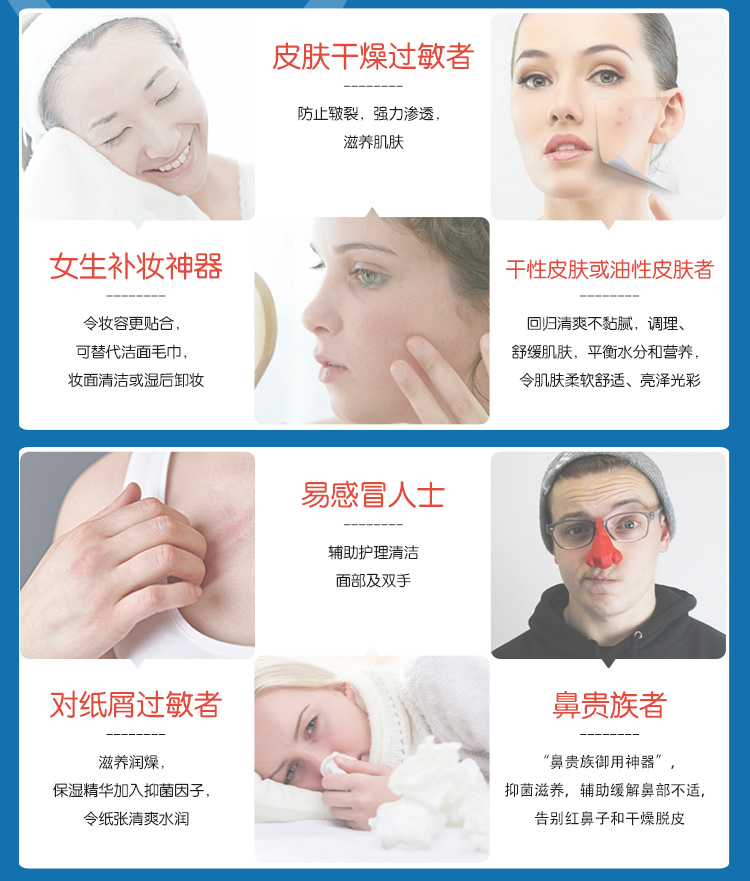 皮肤干燥过敏者
防止皲裂，强力渗透，
滋养肌肤
女生补妆神器
令妆容更贴合，
可替代洁面毛巾，
妆面清洁或湿后卸妆
干性皮肤或油性皮肤者
回归清爽不黏腻，调理、
舒缓肌肤，平衡水分和营养，
令肌肤柔软舒适、亮泽光彩
易感冒人士
辅助护理清洁
面部及双手
对纸屑过敏者
滋养润燥，
保湿精华加入抑菌因子，
令纸张清爽水润
鼻贵族者
“鼻贵族御用神器”，
抑菌滋养，辅助缓解鼻部不适，
告别红鼻子和干燥脱皮